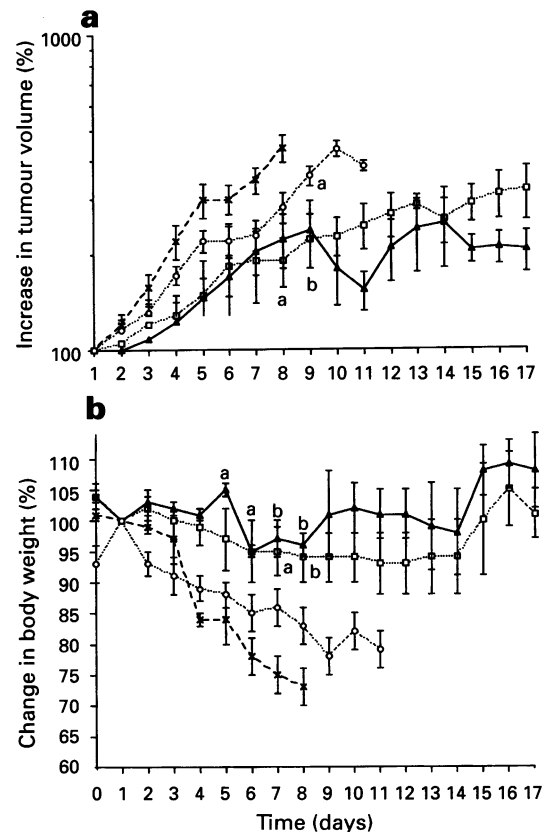 a
Increase in tumour volume (%)
1000
100
a
a
b
1 2 3 4 5 6 7 8 9 10 11 12 13 14 15 16 17
b
Change in body weight (%)
110
105
100
95
90
85
80
75
70
65
60
a
a b b
a b
0 1 2 3 4 5 6 7 8 9 10 11 12 13 14 15 16 17
Time (days)